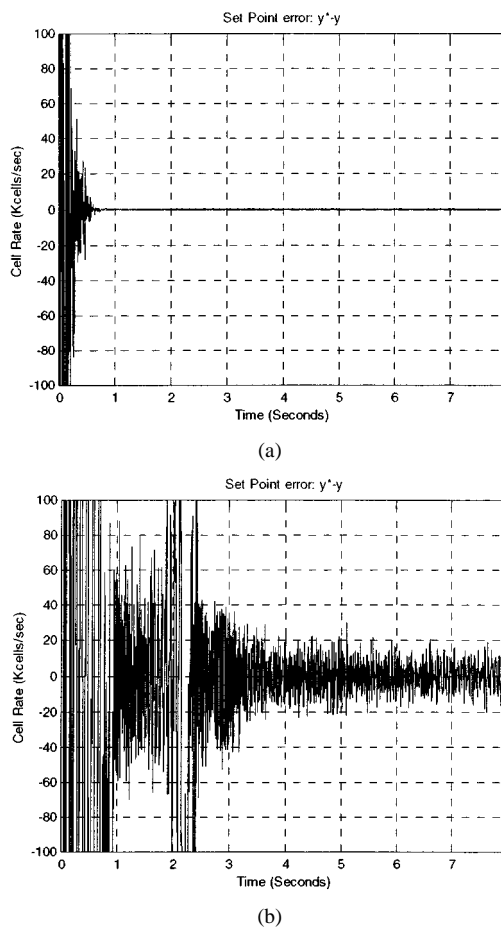 Set Point error: y*-y
100
80
60
40
20
0
-20
-40
-60
-80
-100
Cell Rate (Kcells/sec)
0 1 2 3 4 5 6 7
Time (Seconds)
(a)
Set Point error: y*-y
100
80
60
40
20
0
-20
-40
-60
-80
-100
Cell Rate (Kcells/sec)
0 1 2 3 4 5 6 7
Time (Seconds)
(b)